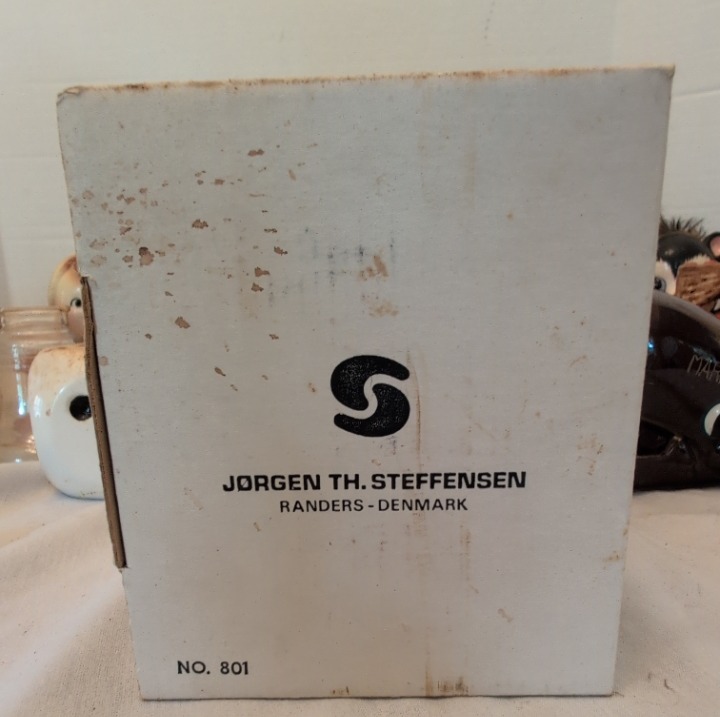 JØRGEN TH. STEFFENSEN
RANDERS - DENMARK
NO. 801